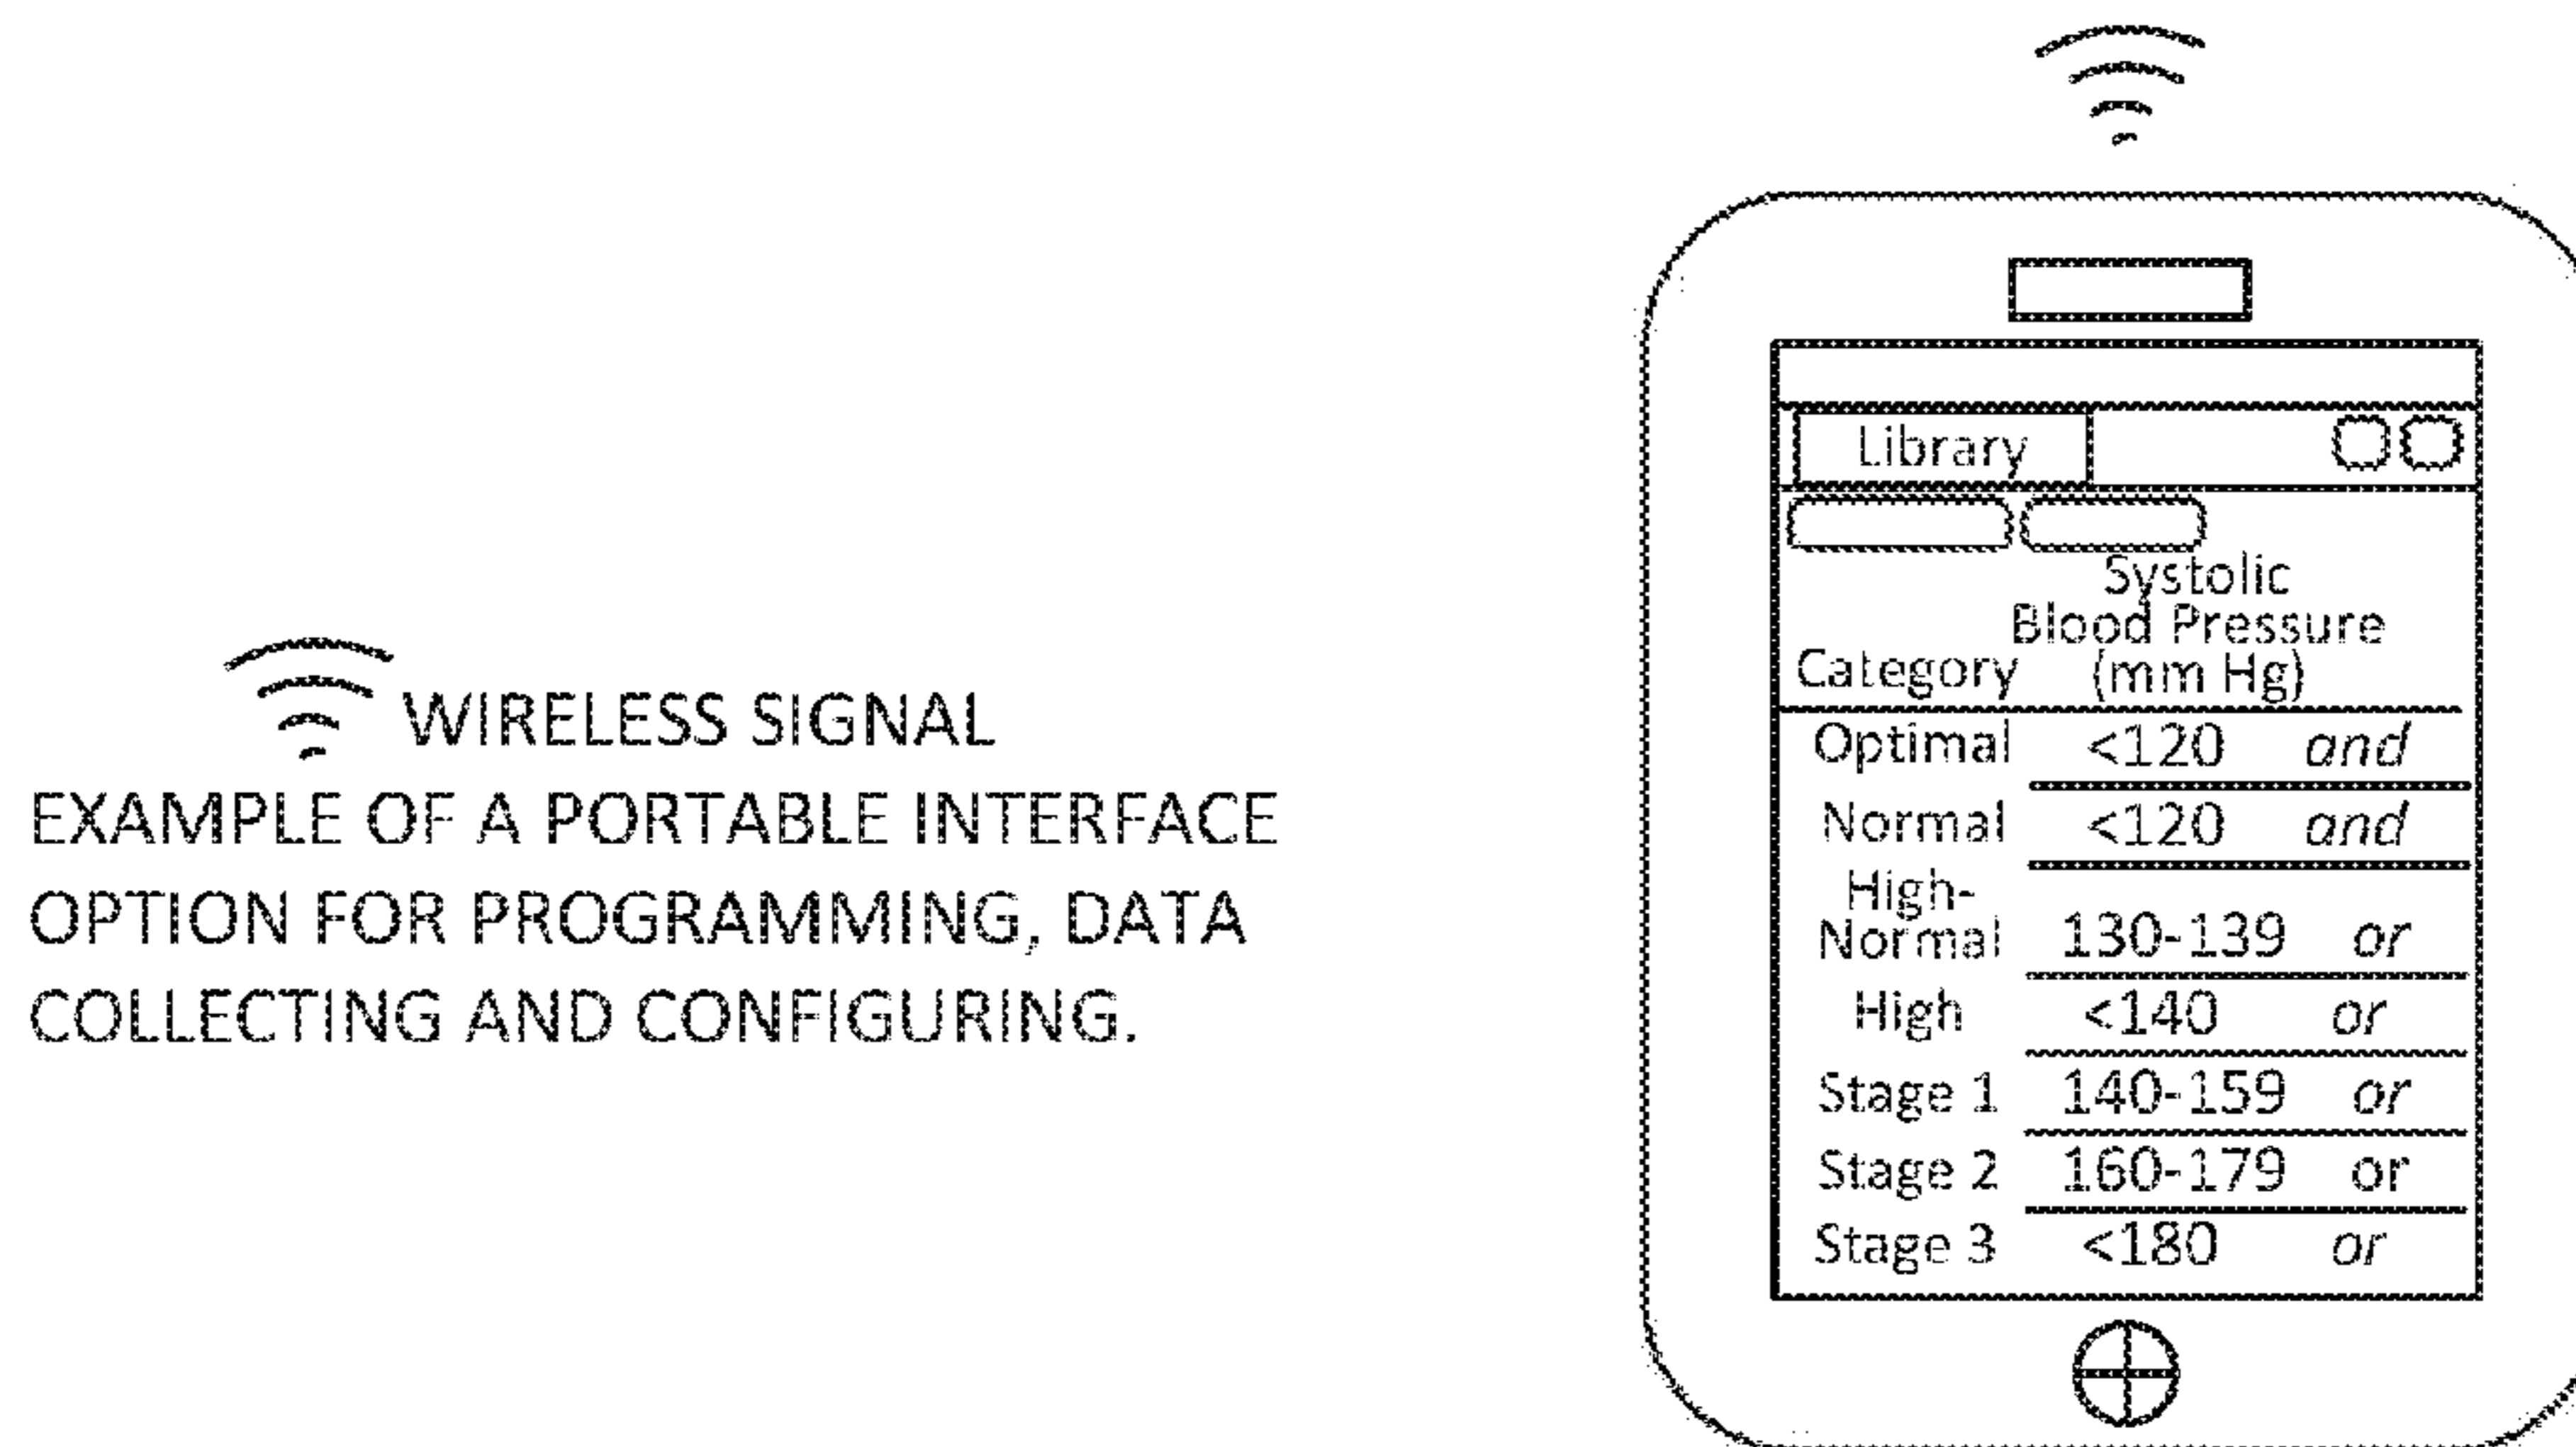 WIRELESS SIGNAL
EXAMPLE OF A PORTABLE INTERFACE
OPTION FOR PROGRAMMING, DATA
COLLECTING AND CONFIGURING.
Library
Systolic
Blood Pressure
Category (mm Hg)
Optimal <120 and
Normal <120 and
High-
Normal 130-139 or
High <140 or
Stage 1 140-159 or
Stage 2 160-179 or
Stage 3 <180 or